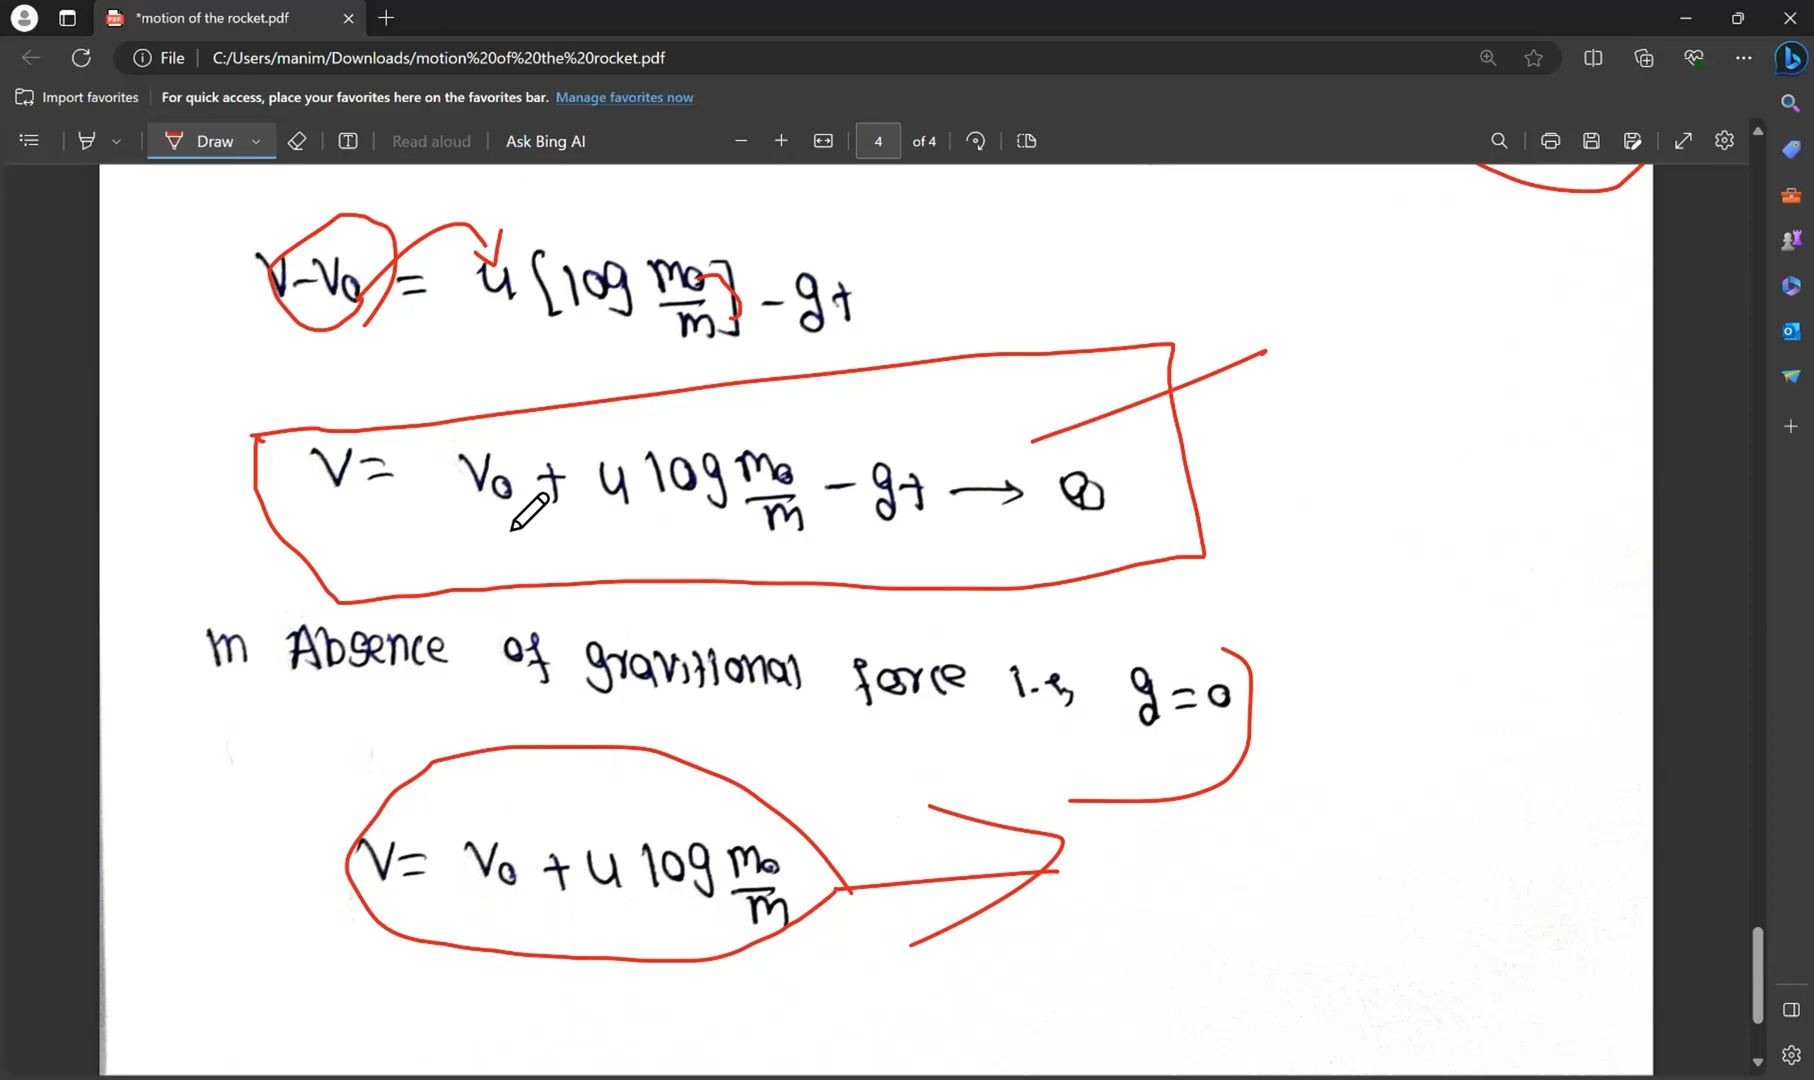 *motion of the rocket.pdf
File C:/Users/manim/Downloads/motion%20of%20the%20rocket.pdf
Import favorites For quick access, place your favorites here on the favorites bar. Manage favorites now
Draw Read aloud Ask Bing AI 4 of 4
V-V₀ = u [log m₀/m] - gt
V= V₀ + u log m₀/m - gt →
In Absence of gravitional force i.e, g=0
V= V₀ + u log m₀/m